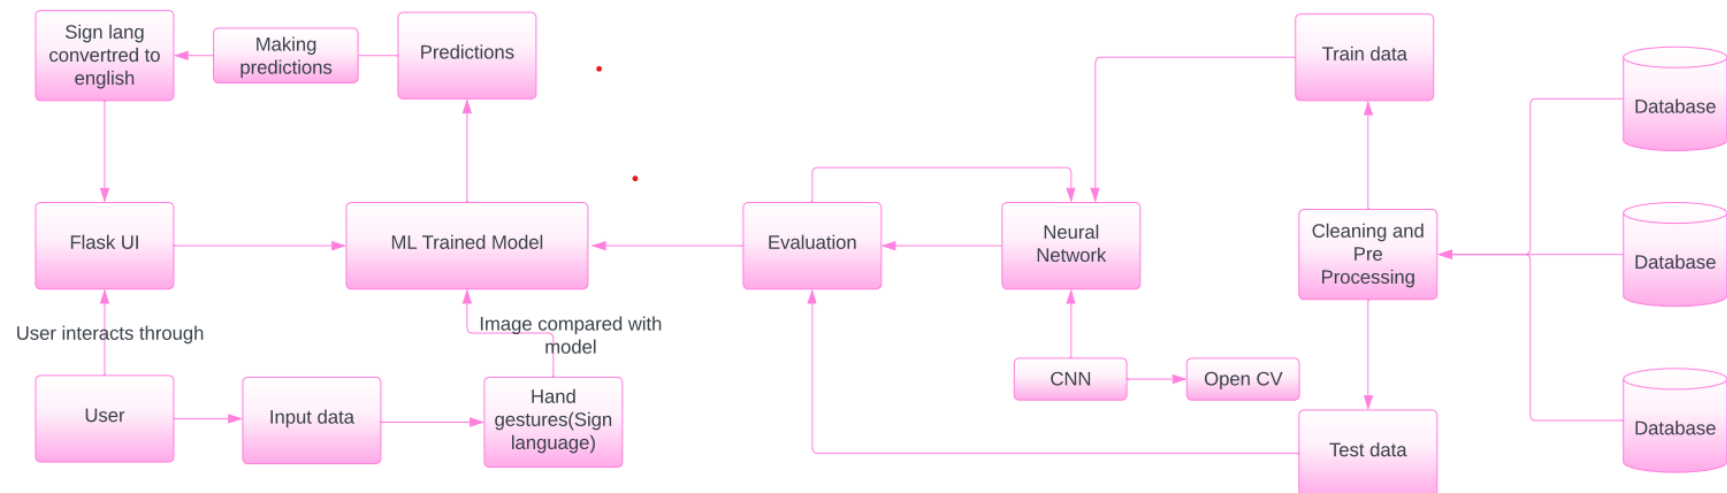 Sign lang
convertred to
english
Making
predictions
Predictions
Train data
Database
Flask UI
ML Trained Model
Evaluation
Neural
Network
Cleaning and
Pre
Processing
Database
User interacts through
Image compared with
model
User
Input data
Hand
gestures(Sign
language)
CNN
Open CV
Test data
Database